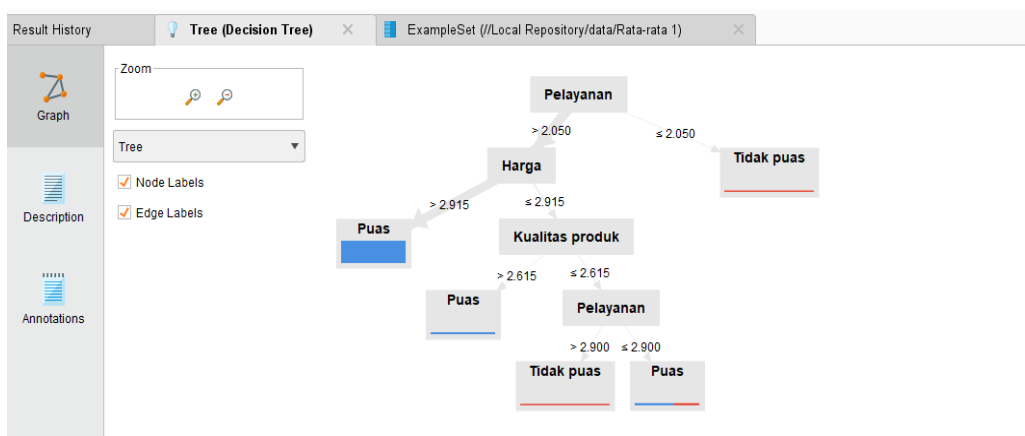 Result History
Tree (Decision Tree)
ExampleSet (//Local Repository/data/Rata-rata 1)
Graph
Description
Annotations
Zoom
Tree
Node Labels
Edge Labels
Pelayanan
> 2.050
≤ 2.050
Harga
Tidak puas
> 2.915
≤ 2.915
Puas
Kualitas produk
> 2.615
≤ 2.615
Puas
Pelayanan
> 2.900
≤ 2.900
Tidak puas
Puas